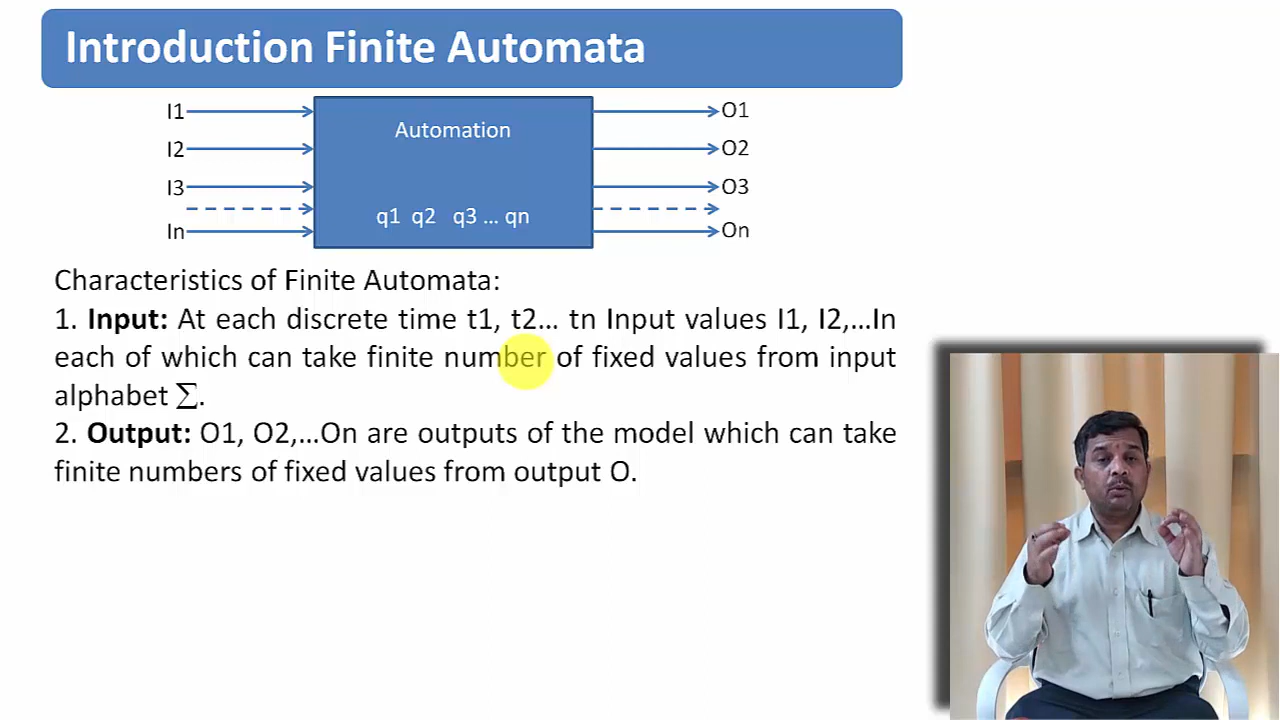 Introduction Finite Automata
I1
O1
Automation
I2
O2
I3
O3
q1 q2 q3 ... qn
In
On
Characteristics of Finite Automata:
1. Input: At each discrete time t1, t2... tn Input values I1, I2,...In
each of which can take finite number of fixed values from input
alphabet ∑.
2. Output: O1, O2,...On are outputs of the model which can take
finite numbers of fixed values from output O.